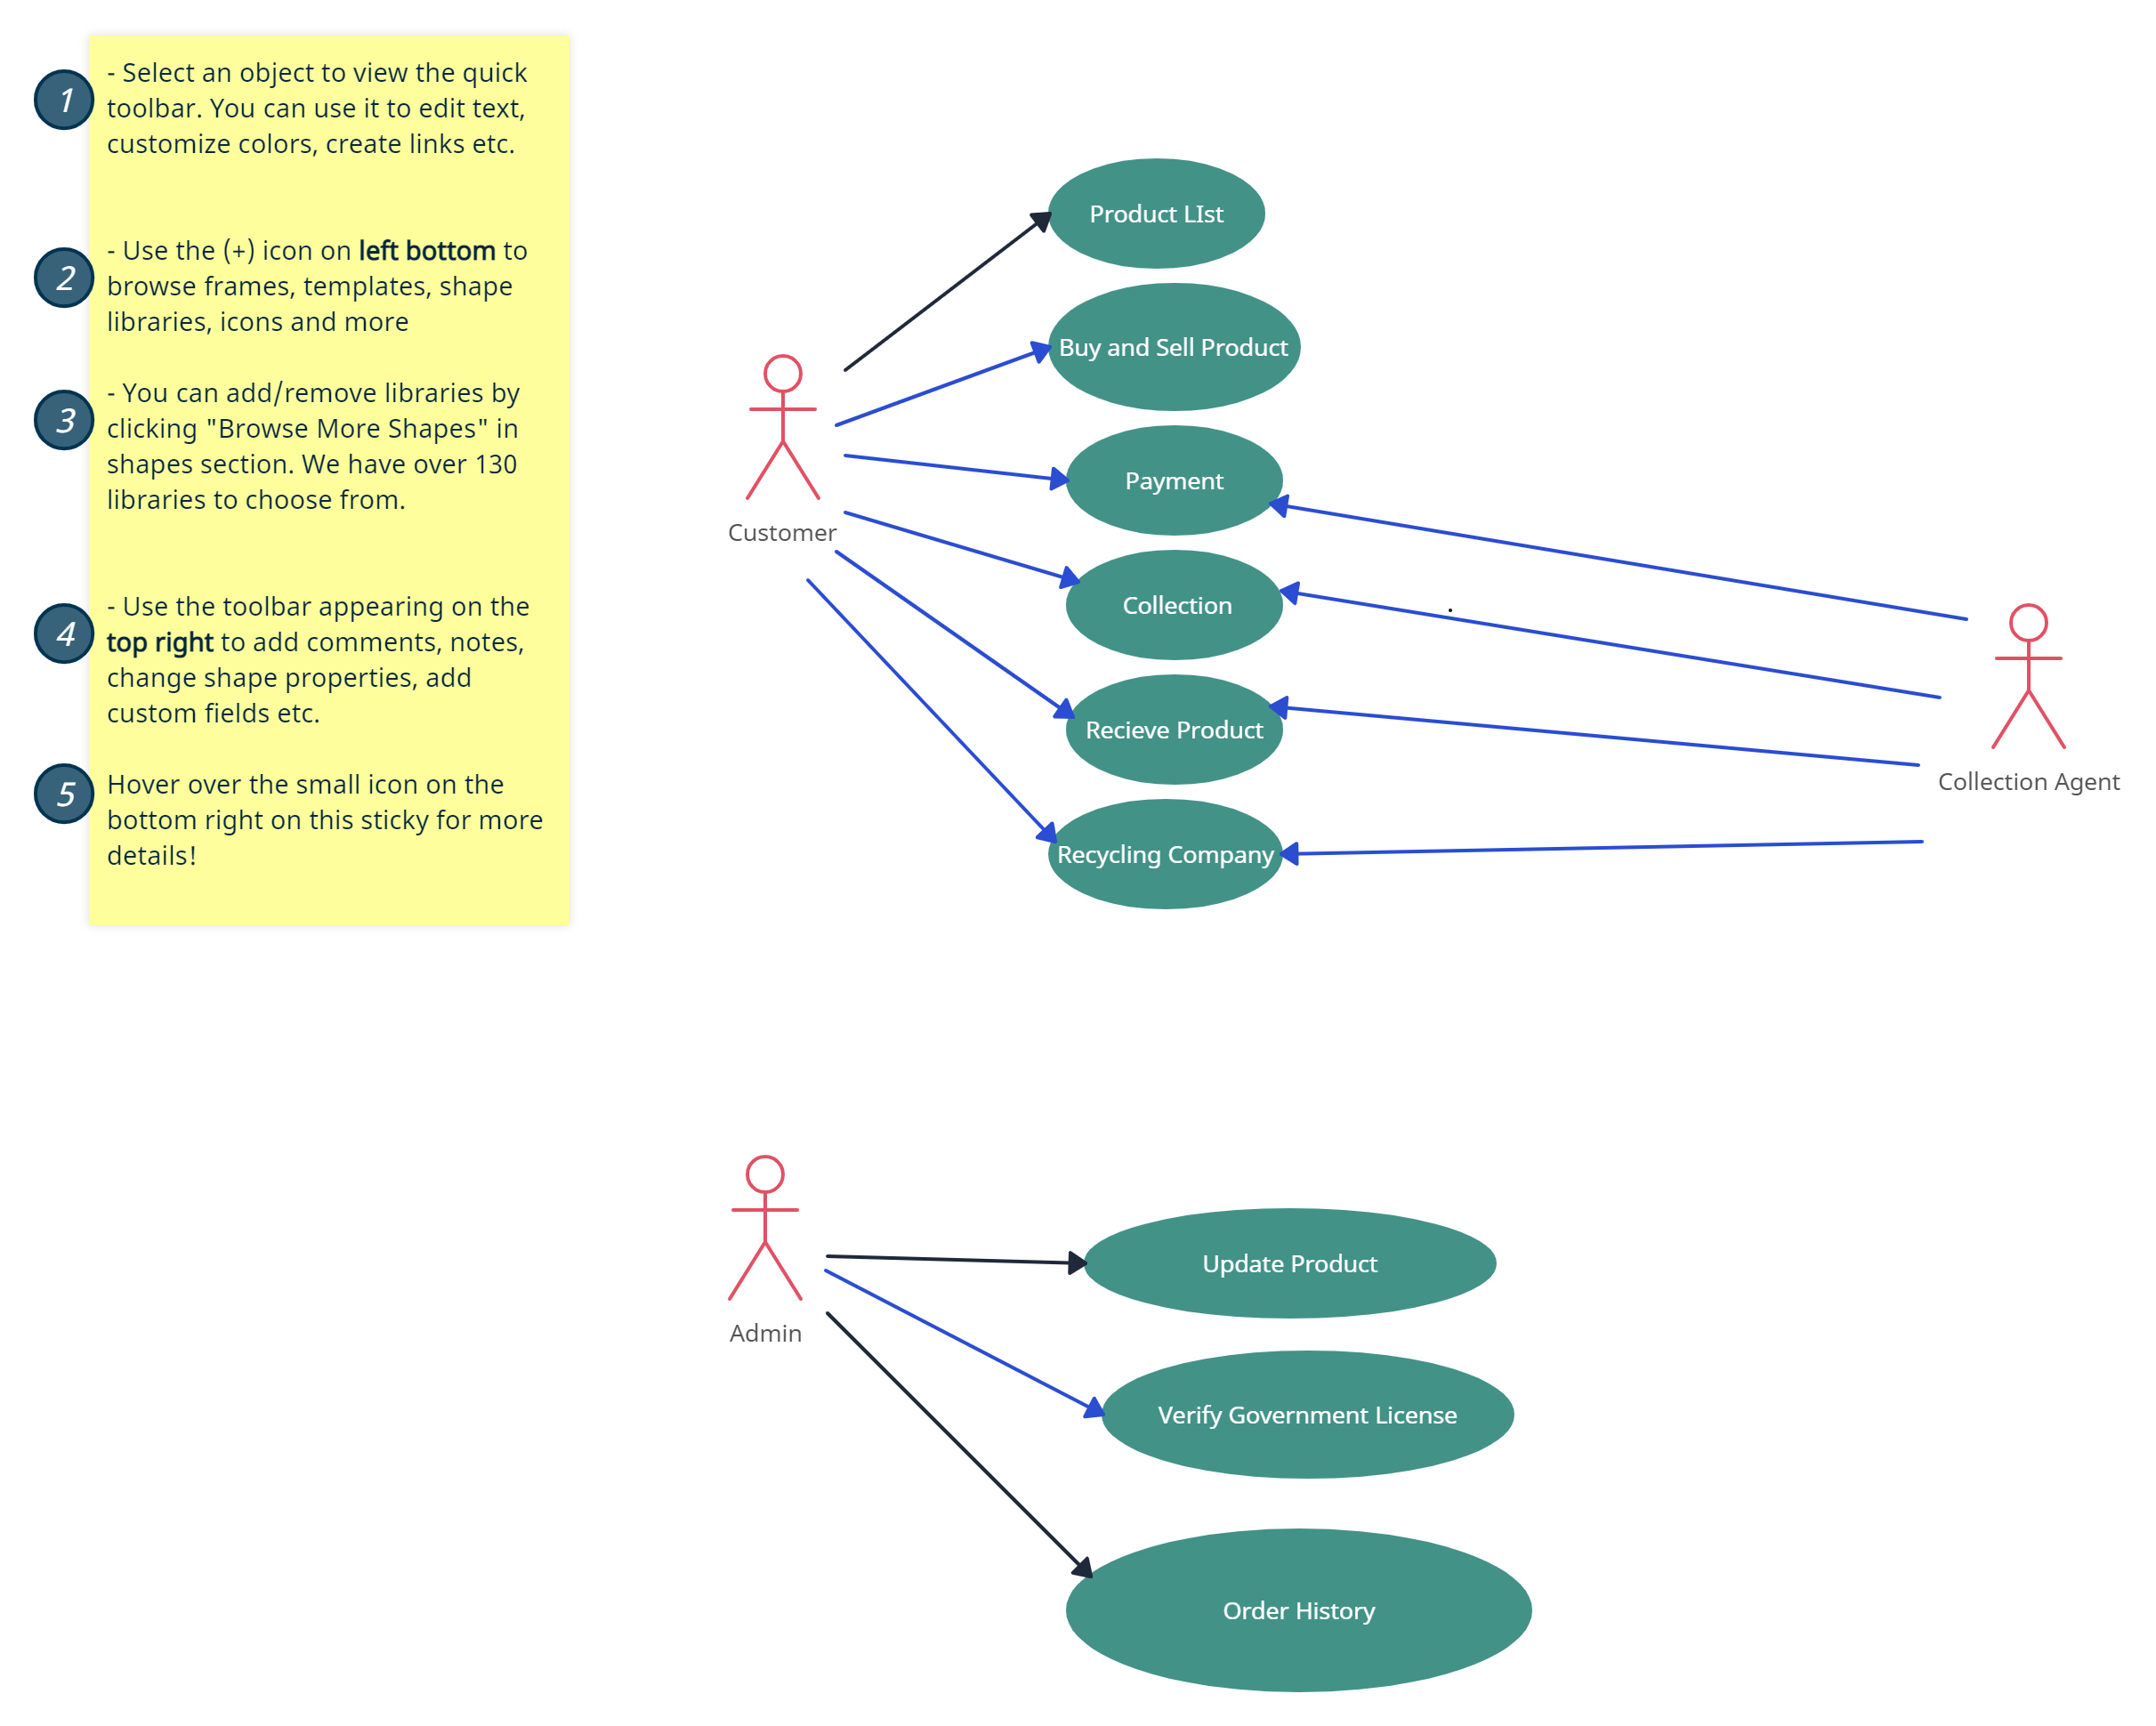 1
- Select an object to view the quick
toolbar. You can use it to edit text,
customize colors, create links etc.
2
- Use the (+) icon on left bottom to
browse frames, templates, shape
libraries, icons and more
3
- You can add/remove libraries by
clicking "Browse More Shapes" in
shapes section. We have over 130
libraries to choose from.
4
- Use the toolbar appearing on the
top right to add comments, notes,
change shape properties, add
custom fields etc.
5
Hover over the small icon on the
bottom right on this sticky for more
details!
Product LIst
Buy and Sell Product
Payment
Customer
Collection
.
Recieve Product
Collection Agent
Recycling Company
Update Product
Admin
Verify Government License
Order History